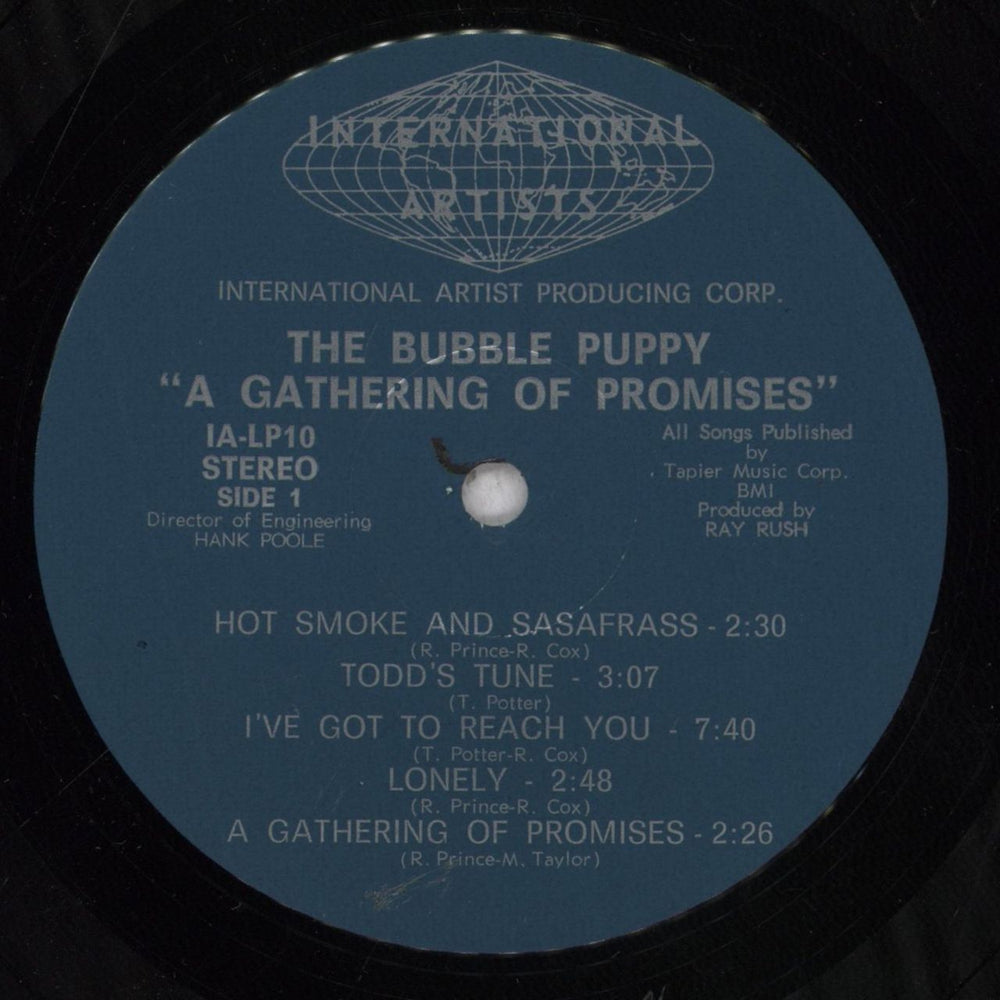 INTERNATIONAL
ARTISTS
INTERNATIONAL ARTIST PRODUCING CORP.
THE BUBBLE PUPPY
“A GATHERING OF PROMISES”
IA-LP10
STEREO
SIDE 1
Director of Engineering
HANK POOLE
All Songs Published
by
Tapier Music Corp.
BMI
Produced by
RAY RUSH
HOT SMOKE AND SASAFRASS - 2:30
(R. Prince-R. Cox)
TODD'S TUNE - 3:07
(T. Potter)
I'VE GOT TO REACH YOU - 7:40
(T. Potter-R. Cox)
LONELY - 2:48
(R. Prince-R. Cox)
A GATHERING OF PROMISES - 2:26
(R. Prince-M. Taylor)